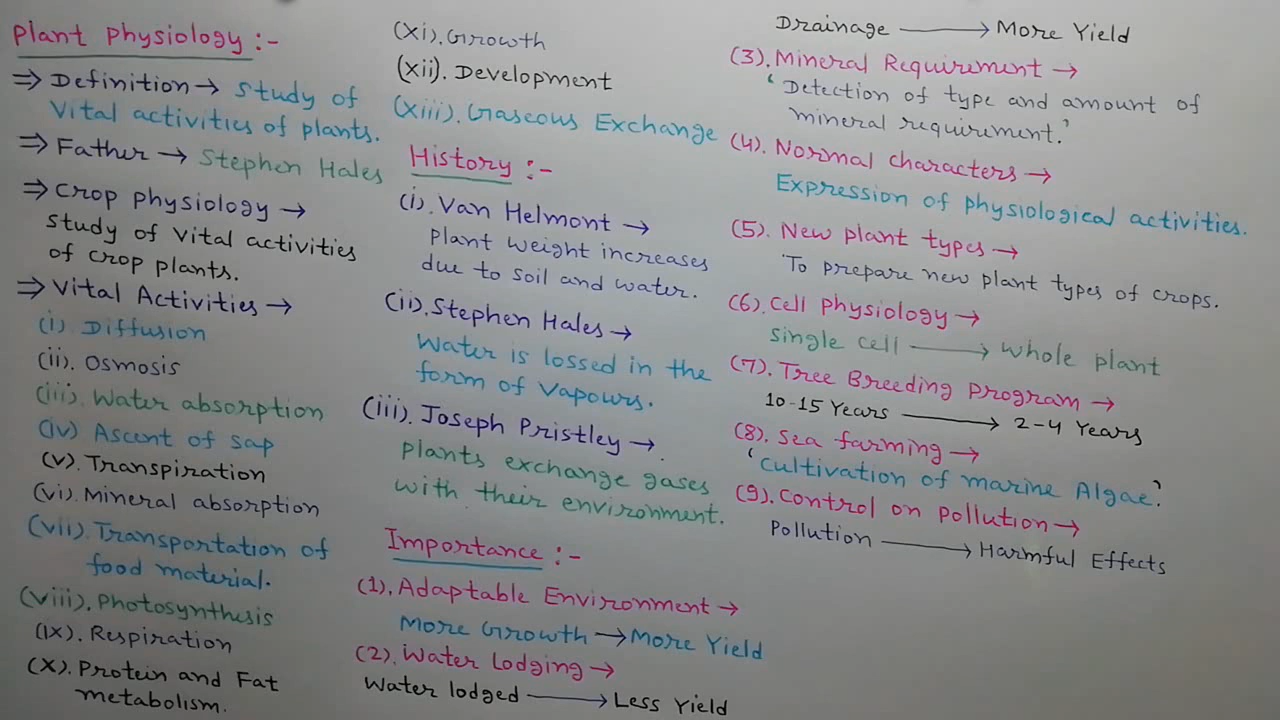 Plant Physiology :-
⇒ Definition → Study of
Vital activities of plants.
⇒ Father → Stephen Hales
⇒ Crop physiology →
Study of Vital activities
of crop plants.
⇒ Vital Activities →
(i). Diffusion
(ii). Osmosis
(iii). Water absorption
(iv) Ascent of sap
(v). Transpiration
(vi). Mineral absorption
(vii). Transportation of
food material.
(viii). Photosynthesis
(ix). Respiration
(x). Protein and Fat
metabolism.
(xi). Growth
(xii). Development
(xiii). Gaseous Exchange
History :-
(i). Van Helmont →
Plant weight increases
due to soil and water.
(ii). Stephen Hales →
Water is lossed in the
form of Vapours.
(iii). Joseph Pristley →
Plants exchange gases
with their environment.
Importance :-
(1). Adaptable Environment →
More Growth → More Yield
(2). Water Lodging →
Water lodged → Less Yield
Drainage → More Yield
(3). Mineral Requirement →
'Detection of type and amount of
mineral requirement.'
(4). Normal characters →
Expression of physiological activities.
(5). New plant types →
To prepare new plant types of crops.
(6). Cell physiology →
Single cell → Whole plant
(7). Tree Breeding Program →
10-15 Years → 2-4 Years
(8). Sea farming →
'Cultivation of marine Algae.'
(9). Control on pollution →
Pollution → Harmful Effects